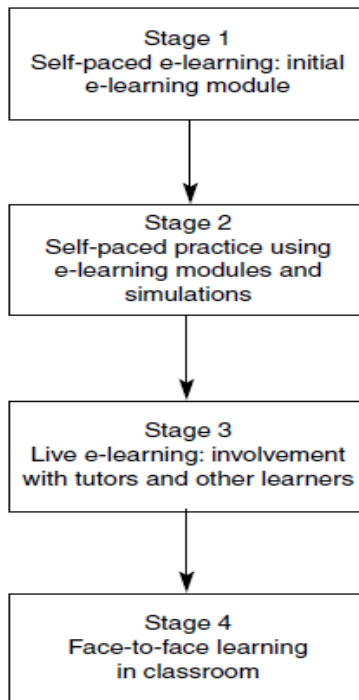 Stage 1
Self-paced e-learning: initial
e-learning module
Stage 2
Self-paced practice using
e-learning modules and
simulations
Stage 3
Live e-learning: involvement
with tutors and other learners
Stage 4
Face-to-face learning
in classroom